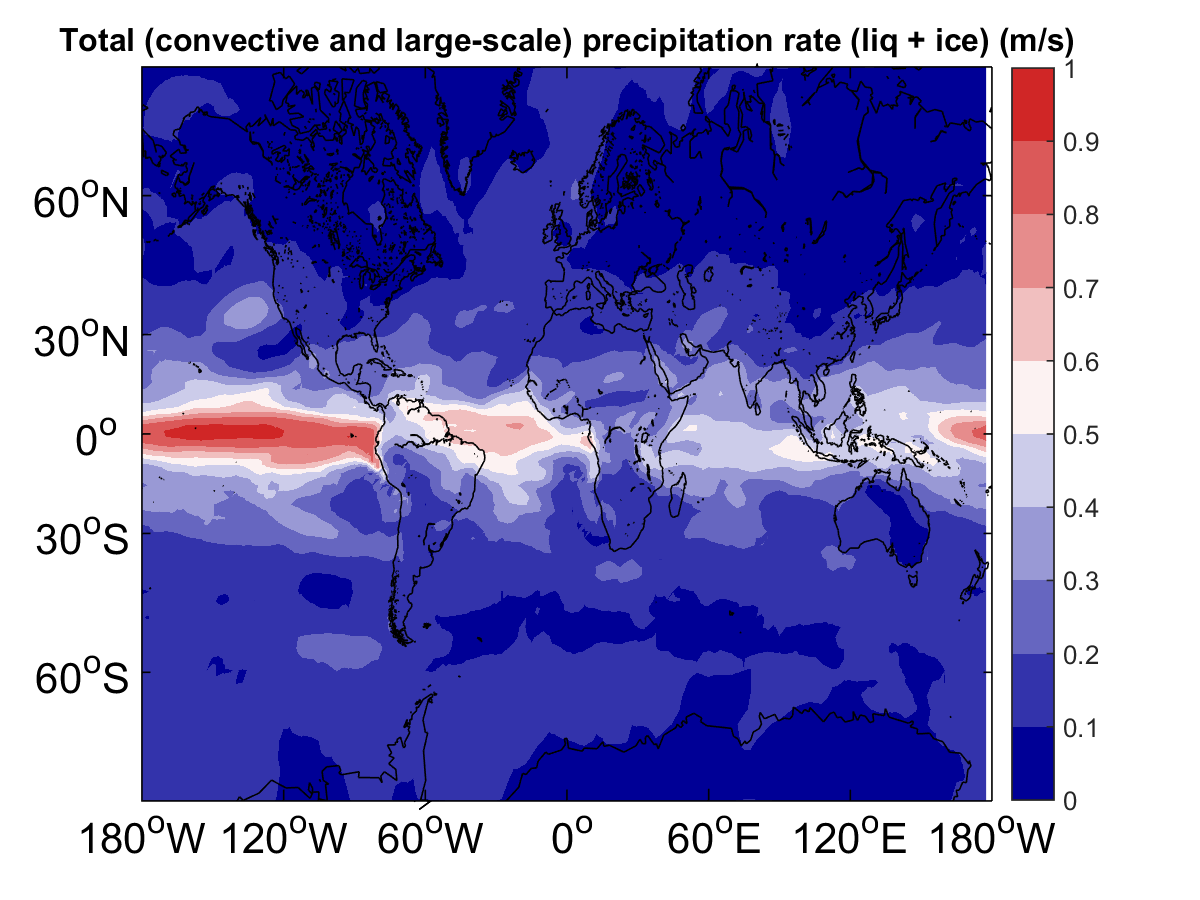 Total (convective and large-scale) precipitation rate (liq + ice) (m/s)
1
0.9
0.8
0.7
0.6
0.5
0.4
0.3
0.2
0.1
0
60°N
30°N
0°
30°S
60°S
180°W 120°W 60°W 0° 60°E 120°E 180°W